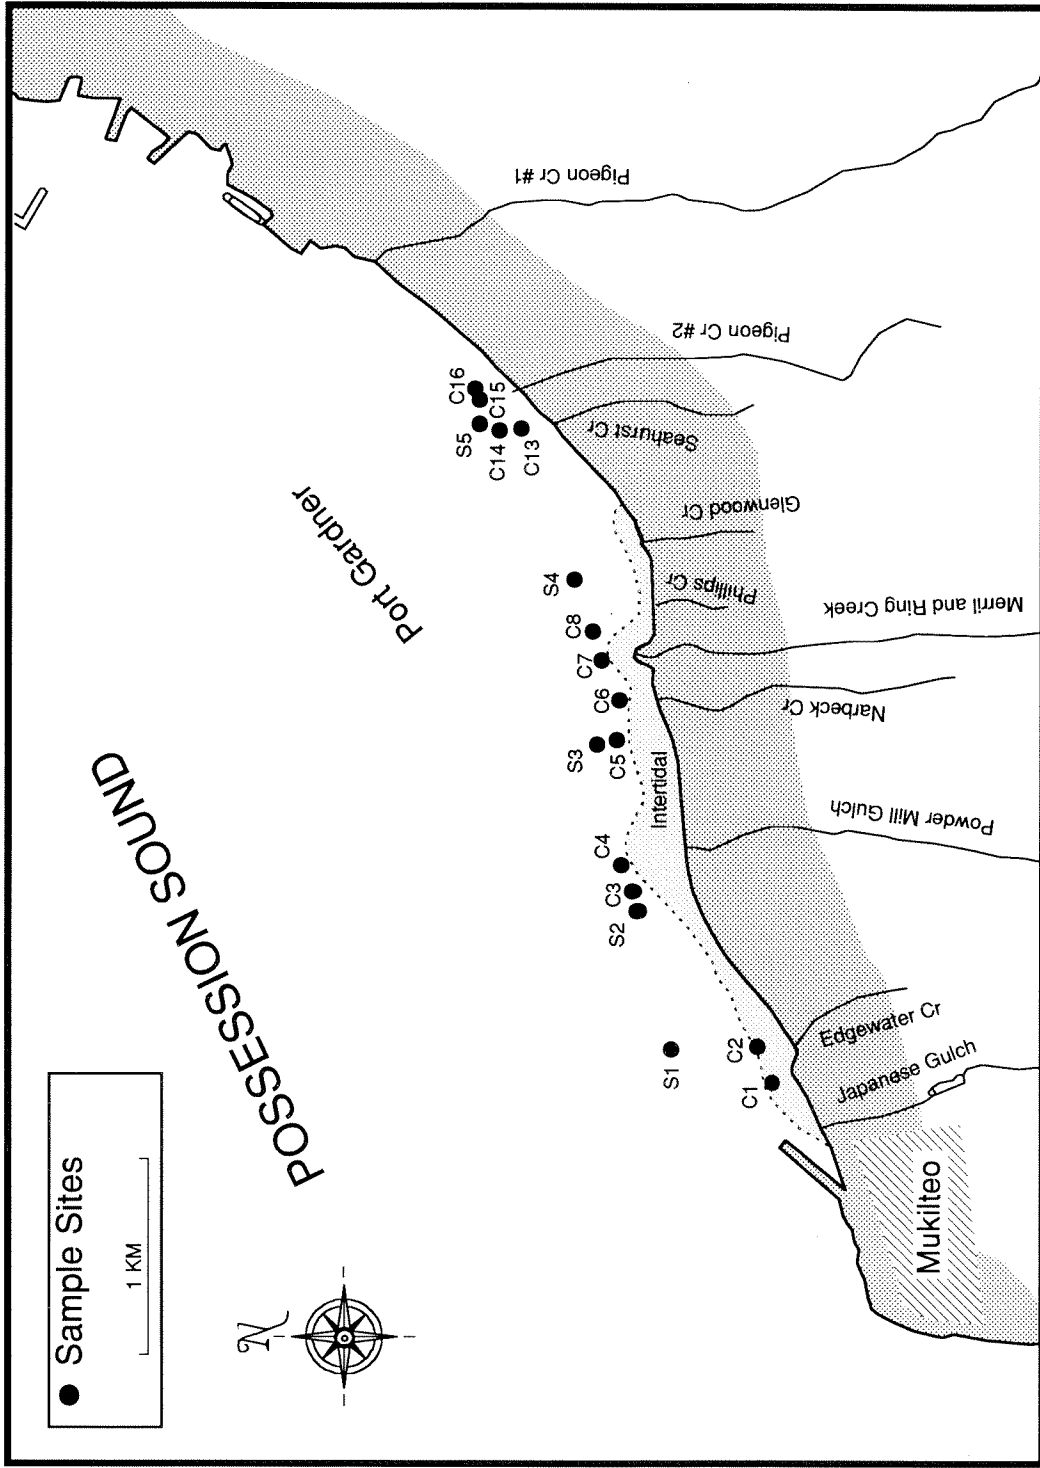 Sample Sites
1 KM
N
POSSESSION SOUND
Port Gardner
S1
C1
C2
S2
C3
C4
S3
C5
C6
C7
C8
S4
S5
C14
C13
C16
C15
Intertidal
Mukilteo
Japanese Gulch
Edgewater Cr
Powder Mill Gulch
Narbeck Cr
Merril and Ring Creek
Phillips Cr
Glenwood Cr
Seahurst Cr
Pigeon Cr #2
Pigeon Cr #1